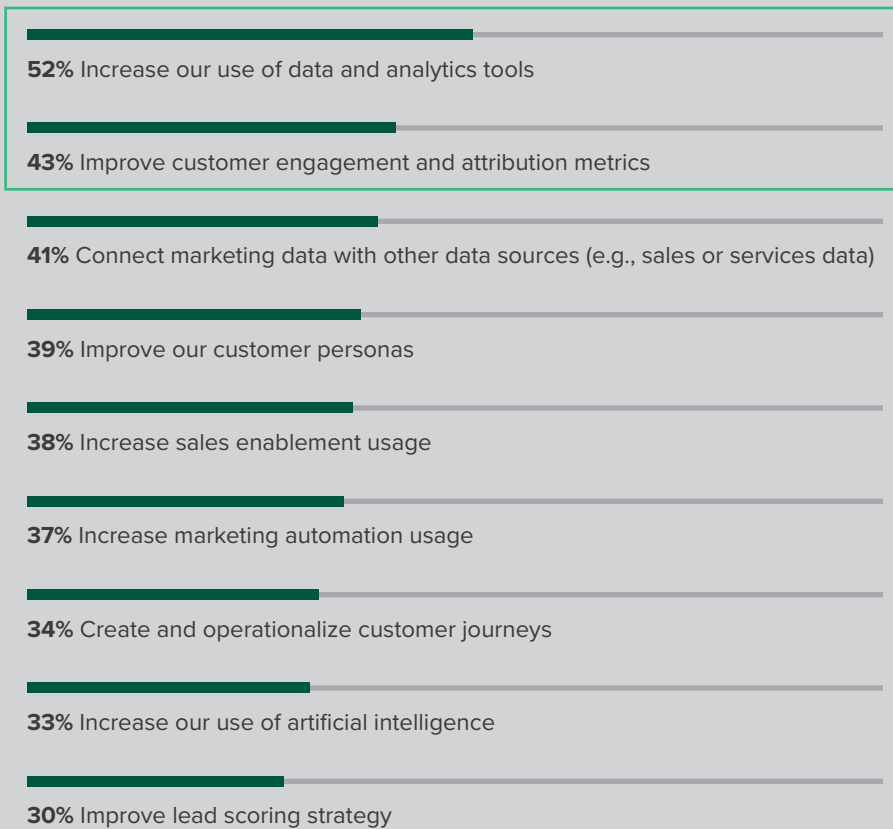 52% Increase our use of data and analytics tools
43% Improve customer engagement and attribution metrics
41% Connect marketing data with other data sources (e.g., sales or services data)
39% Improve our customer personas
38% Increase sales enablement usage
37% Increase marketing automation usage
34% Create and operationalize customer journeys
33% Increase our use of artificial intelligence
30% Improve lead scoring strategy